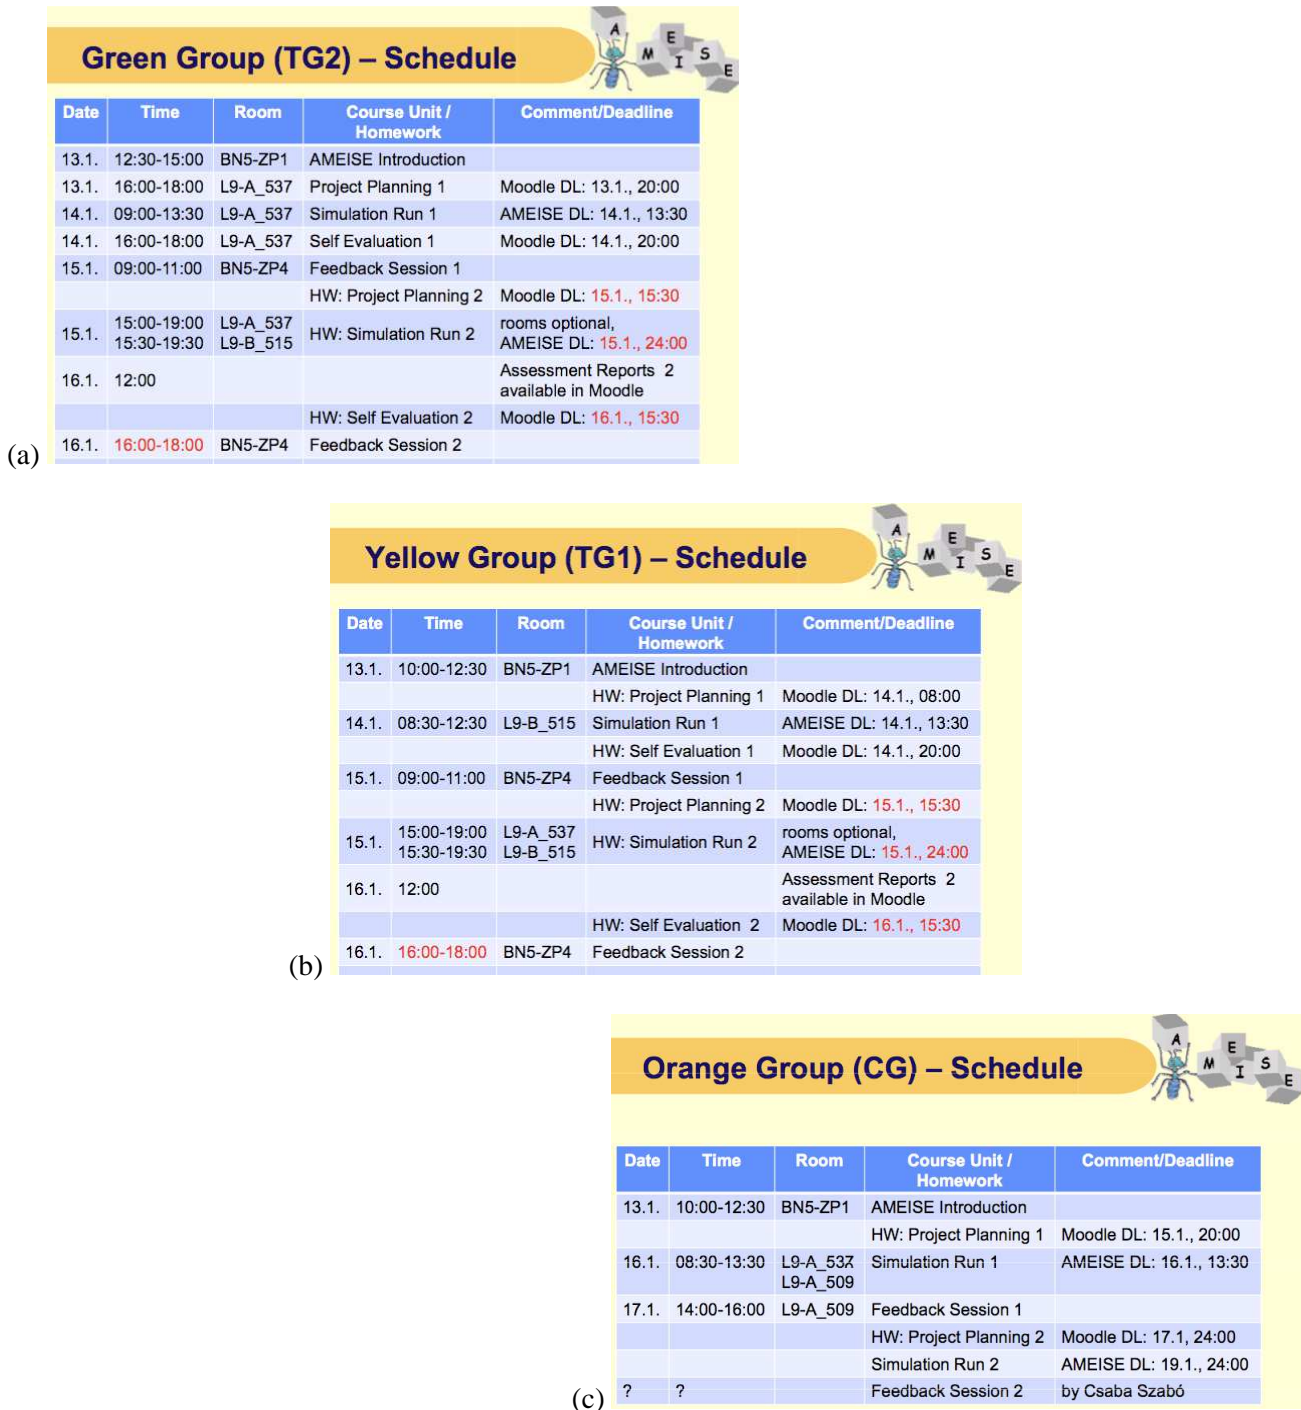 Green Group (TG2) – Schedule
A M E I S E
Date Time Room Course Unit / Homework Comment/Deadline
13.1. 12:30-15:00 BN5-ZP1 AMEISE Introduction
13.1. 16:00-18:00 L9-A_537 Project Planning 1 Moodle DL: 13.1., 20:00
14.1. 09:00-13:30 L9-A_537 Simulation Run 1 AMEISE DL: 14.1., 13:30
14.1. 16:00-18:00 L9-A_537 Self Evaluation 1 Moodle DL: 14.1., 20:00
15.1. 09:00-11:00 BN5-ZP4 Feedback Session 1
HW: Project Planning 2 Moodle DL: 15.1., 15:30
15.1. 15:00-19:00 L9-A_537 HW: Simulation Run 2 rooms optional,
15:30-19:30 L9-B_515 AMEISE DL: 15.1., 24:00
16.1. 12:00 Assessment Reports 2
available in Moodle
HW: Self Evaluation 2 Moodle DL: 16.1., 15:30
16.1. 16:00-18:00 BN5-ZP4 Feedback Session 2
(a)
Yellow Group (TG1) – Schedule
A M E I S E
Date Time Room Course Unit / Homework Comment/Deadline
13.1. 10:00-12:30 BN5-ZP1 AMEISE Introduction
HW: Project Planning 1 Moodle DL: 14.1., 08:00
14.1. 08:30-12:30 L9-B_515 Simulation Run 1 AMEISE DL: 14.1., 13:30
HW: Self Evaluation 1 Moodle DL: 14.1., 20:00
15.1. 09:00-11:00 BN5-ZP4 Feedback Session 1
HW: Project Planning 2 Moodle DL: 15.1., 15:30
15.1. 15:00-19:00 L9-A_537 HW: Simulation Run 2 rooms optional,
15:30-19:30 L9-B_515 AMEISE DL: 15.1., 24:00
16.1. 12:00 Assessment Reports 2
available in Moodle
HW: Self Evaluation 2 Moodle DL: 16.1., 15:30
16.1. 16:00-18:00 BN5-ZP4 Feedback Session 2
(b)
Orange Group (CG) – Schedule
A M E I S E
Date Time Room Course Unit / Homework Comment/Deadline
13.1. 10:00-12:30 BN5-ZP1 AMEISE Introduction
HW: Project Planning 1 Moodle DL: 15.1., 20:00
16.1. 08:30-13:30 L9-A_537 Simulation Run 1 AMEISE DL: 16.1., 13:30
L9-A_509
17.1. 14:00-16:00 L9-A_509 Feedback Session 1
HW: Project Planning 2 Moodle DL: 17.1, 24:00
Simulation Run 2 AMEISE DL: 19.1., 24:00
? ? Feedback Session 2 by Csaba Szabó
(c)